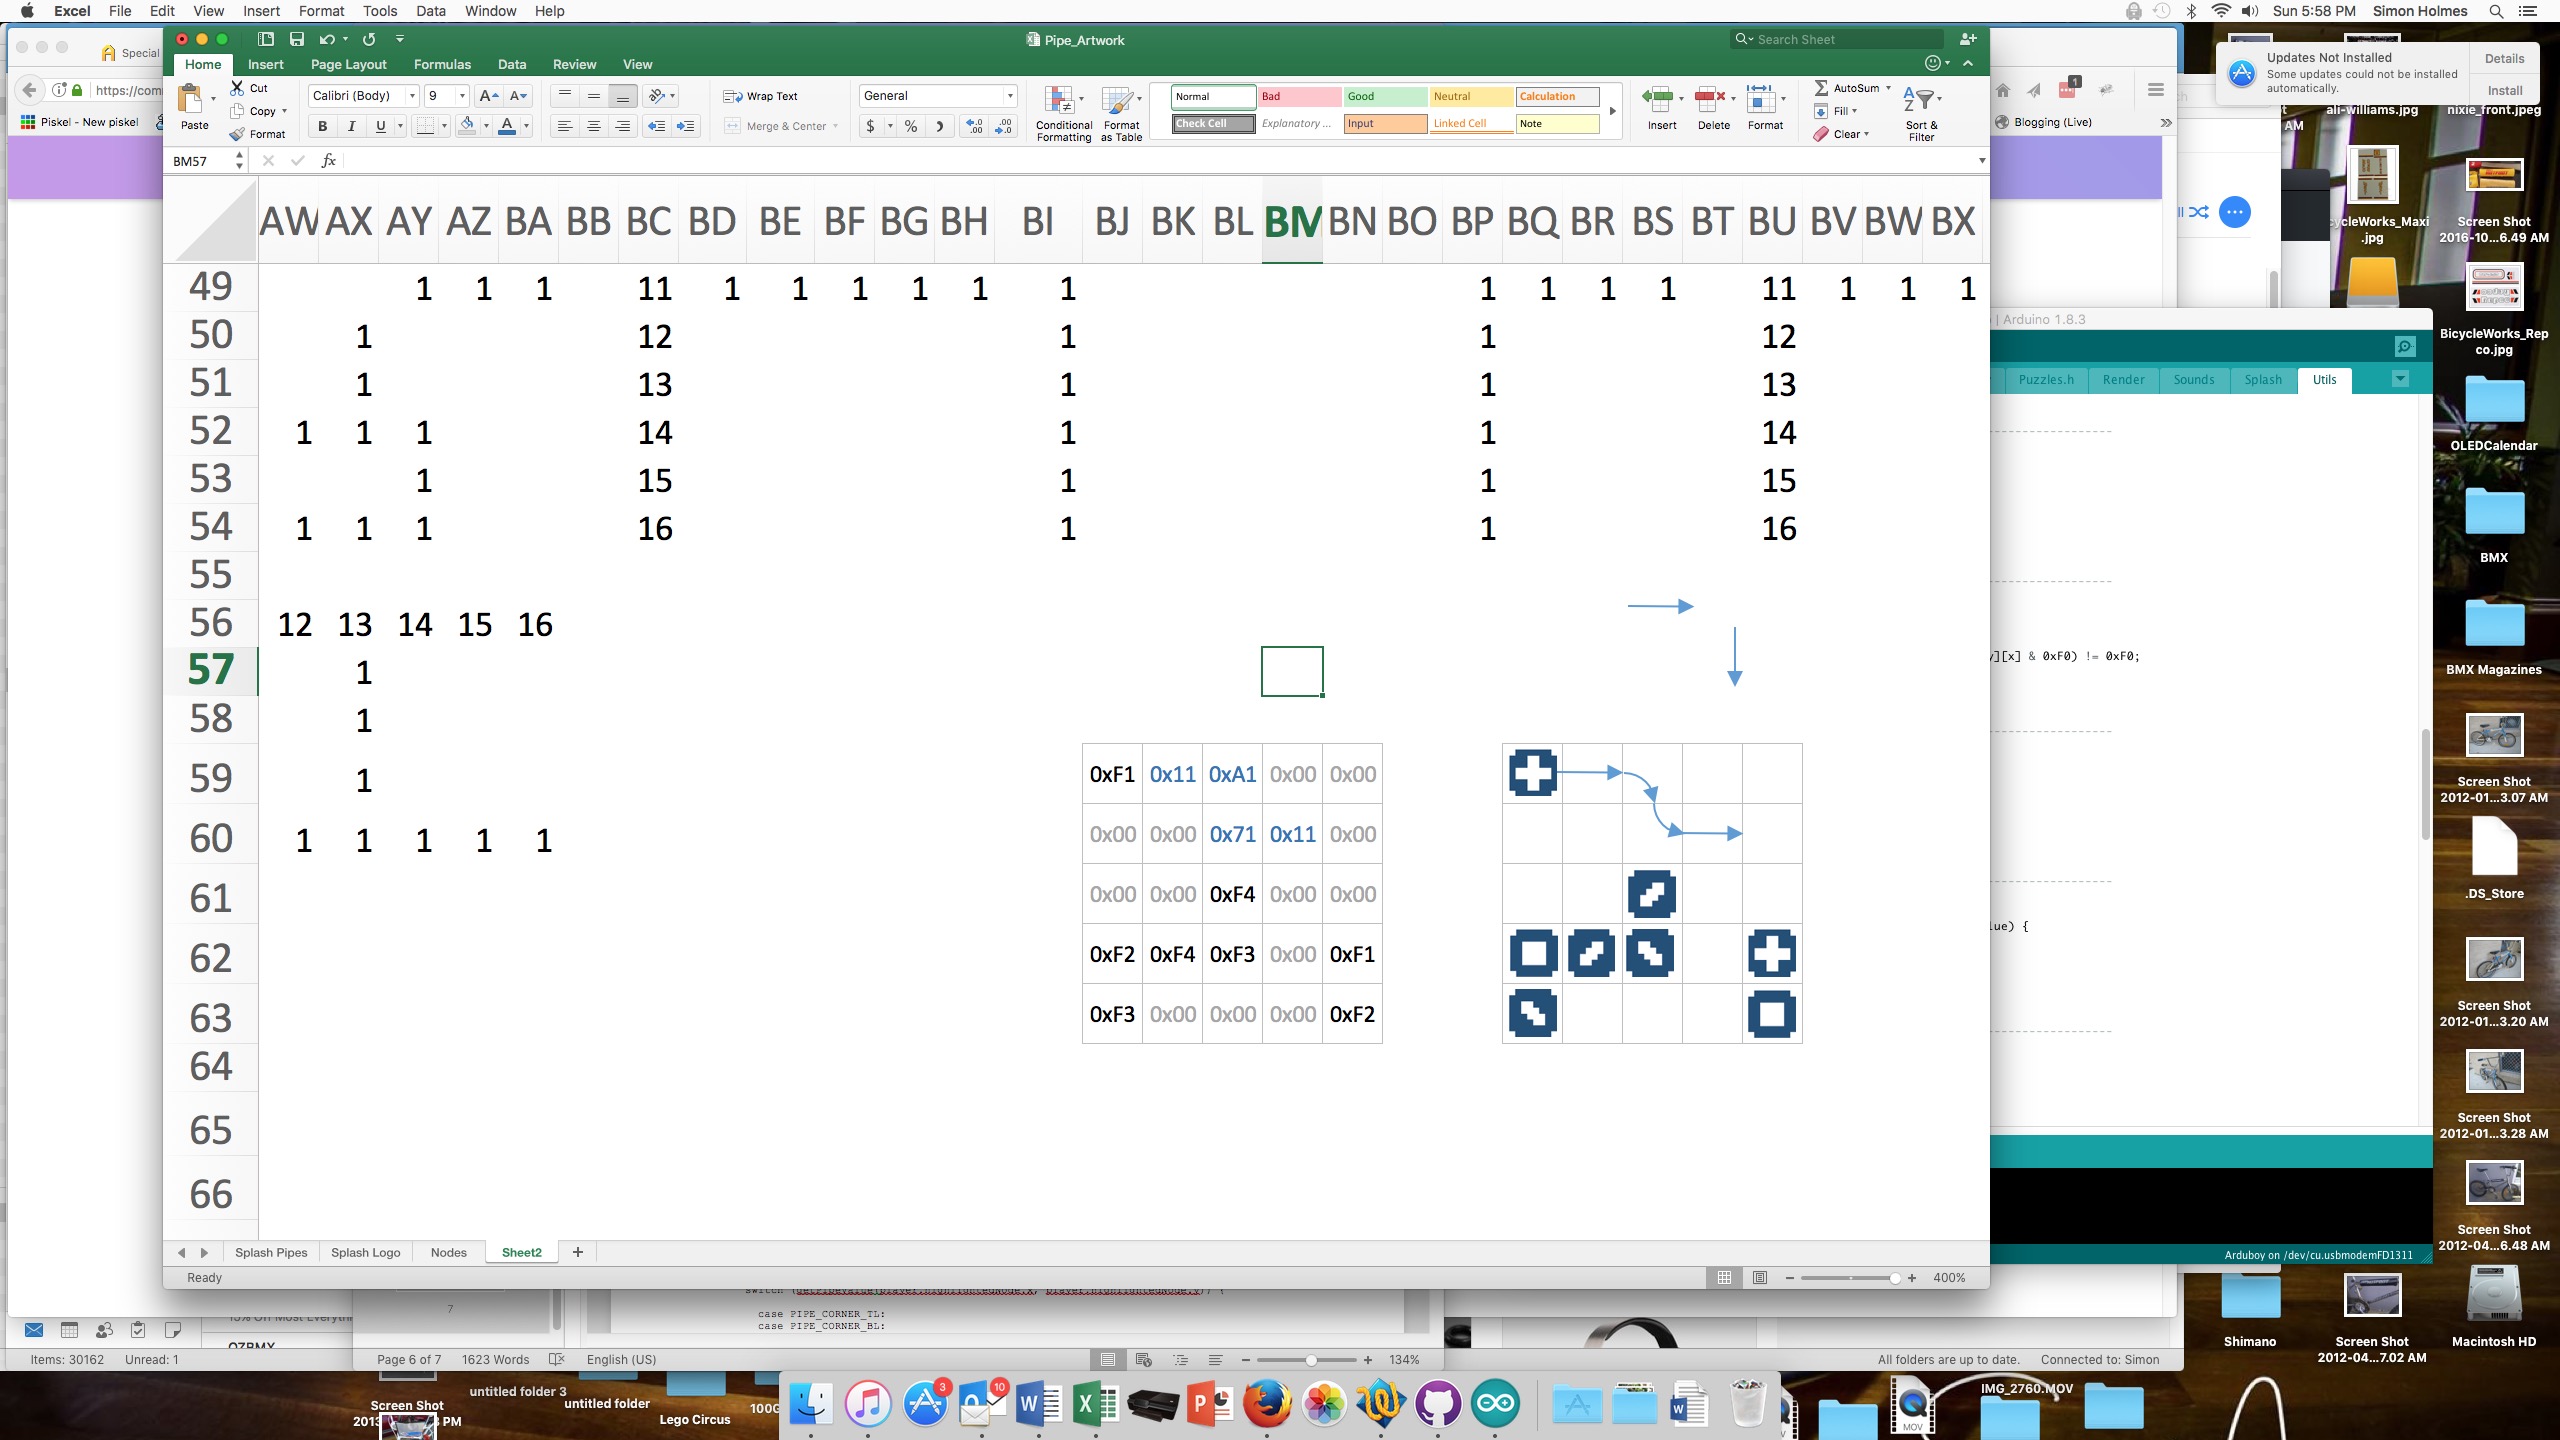 Excel File Edit View Insert Format Tools Data Window Help
Sun 5:58 PM Simon Holmes
Special
https://com
Piskel - New piskel
Pipe_Artwork
Search Sheet
Home Insert Page Layout Formulas Data Review View
Paste
Cut
Copy
Format
Calibri (Body) 9
B I U
Wrap Text
Merge & Center
General
$ %
Conditional Formatting
Format as Table
Normal Bad Good Neutral Calculation
Check Cell Explanatory ... Input Linked Cell Note
Insert Delete Format
AutoSum
Fill
Clear
Sort & Filter
BM57 fx
AW AX AY AZ BA BB BC BD BE BF BG BH BI BJ BK BL BM BN BO BP BQ BR BS BT BU BV BW BX
49 1 1 1 11 1 1 1 1 1 1 1 1 1 1 11 1 1 1
50 1 12 1 1 12
51 1 13 1 1 13
52 1 1 1 14 1 1 14
53 1 15 1 1 15
54 1 1 1 16 1 1 16
55
56 12 13 14 15 16
57 1
58 1
59 1 0xF1 0x11 0xA1 0x00 0x00
60 1 1 1 1 1 0x00 0x00 0x71 0x11 0x00
61 0x00 0x00 0xF4 0x00 0x00
62 0xF2 0xF4 0xF3 0x00 0xF1
63 0xF3 0x00 0x00 0x00 0xF2
64
65
66
Splash Pipes Splash Logo Nodes Sheet2 +
Ready 400%
Updates Not Installed
Some updates could not be installed automatically.
Details
Install
1
Blogging (Live)
AM
ali-williams.jpg
nixie_front.jpeg
cycleWorks_Maxi
.jpg
Screen Shot
2016-10...6.49 AM
BicycleWorks_Rep
co.jpg
OLEDCalendar
BMX
BMX Magazines
Screen Shot
2012-01...3.07 AM
.DS_Store
Screen Shot
2012-01...3.20 AM
Screen Shot
2012-01...3.28 AM
Screen Shot
2012-04...6.48 AM
Shimano
Screen Shot
2012-04...7.02 AM
Macintosh HD
| Arduino 1.8.3
Puzzles.h Render Sounds Splash Utils
y][x] & 0xF0) != 0xF0;
lue) {
Arduboy on /dev/cu.usbmodemFD1311
7
case PIPE_CORNER_TL:
case PIPE_CORNER_BL:
OZBMX
Items: 30162 Unread: 1
Page 6 of 7 1623 Words English (US) 134%
All folders are up to date. Connected to: Simon
Screen Shot
untitled folder 3
untitled folder
Lego Circus
100G
3
10
IMG_2760.MOV
MOV